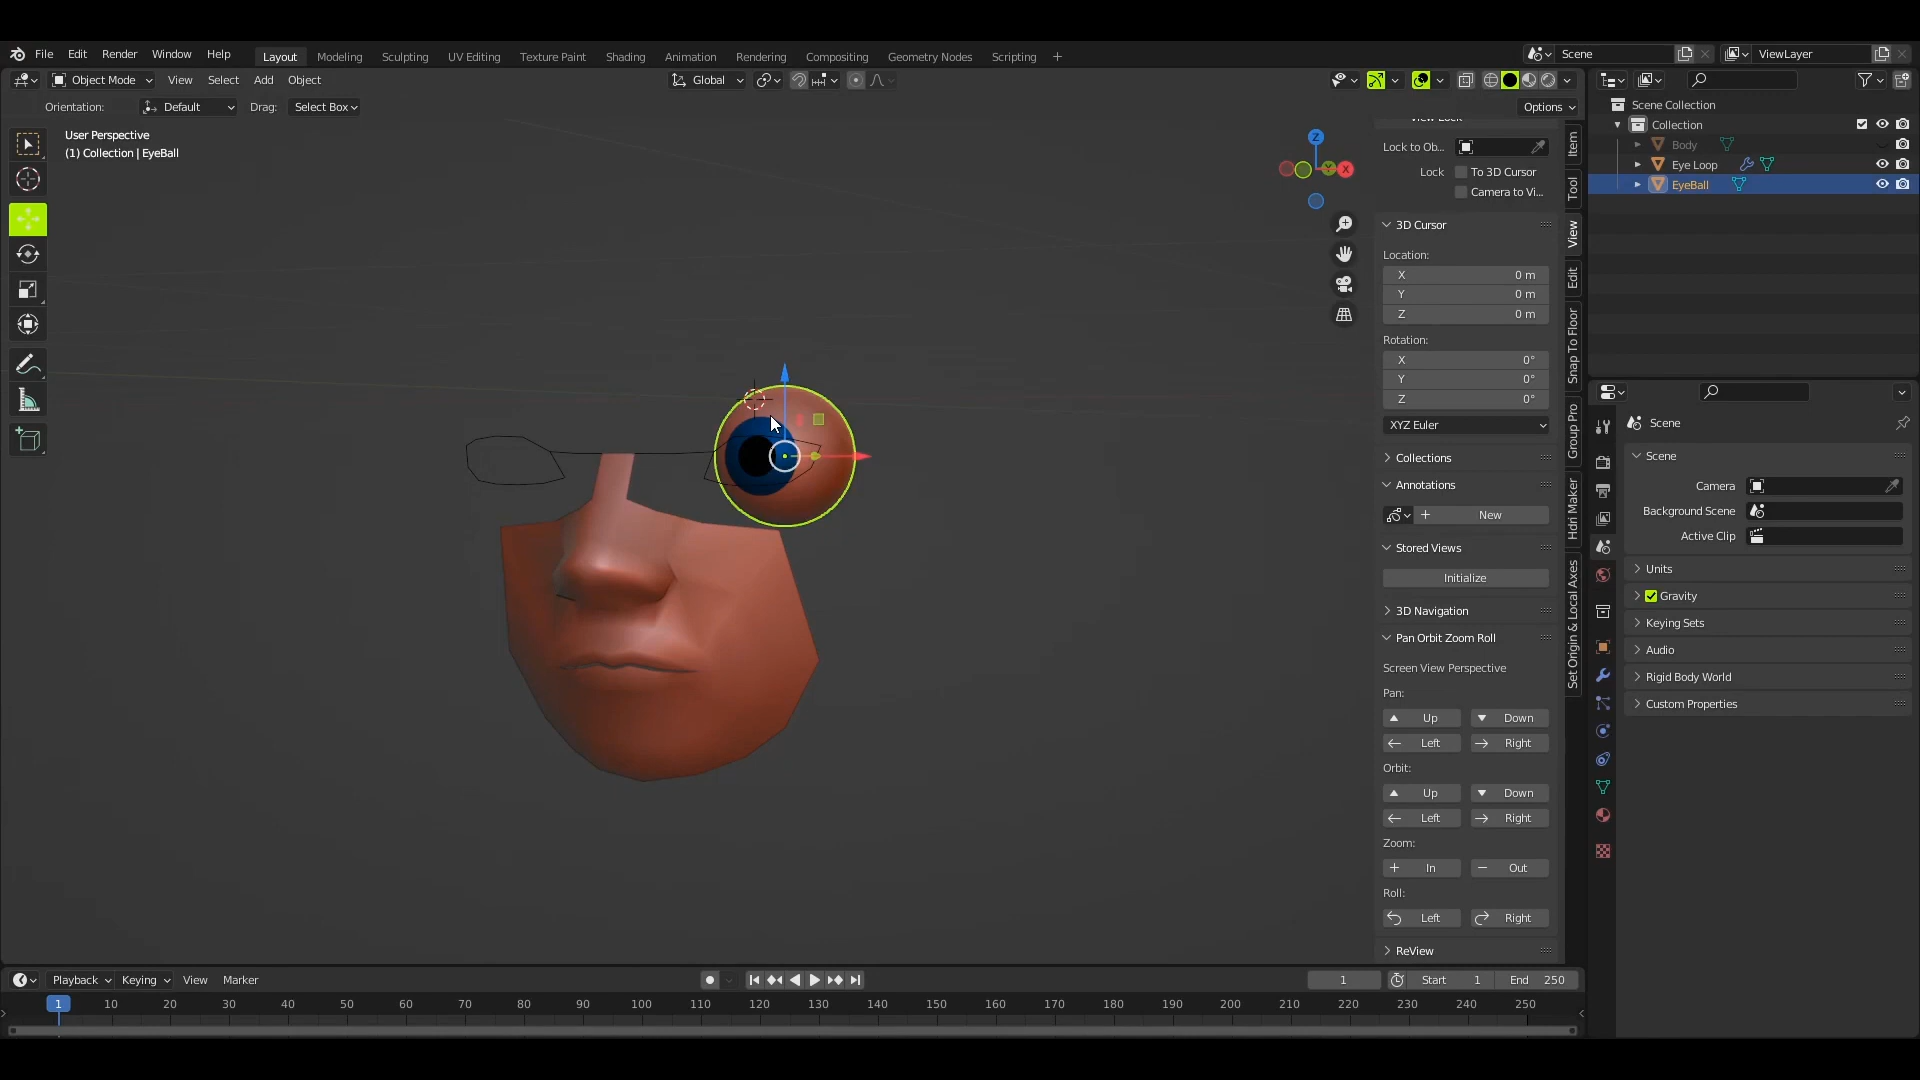 File Edit Render Window Help Layout Modeling Sculpting UV Editing Texture Paint Shading Animation Rendering Compositing Geometry Nodes Scripting + Scene ViewLayer
Object Mode View Select Add Object Global
Orientation: Default Drag: Select Box Options
User Perspective
(1) Collection | EyeBall
Lock to Ob...
Lock To 3D Cursor
Camera to Vi...
3D Cursor
Location:
X 0 m
Y 0 m
Z 0 m
Rotation:
X 0°
Y 0°
Z 0°
XYZ Euler
Collections
Annotations
+ New
Stored Views
Initialize
3D Navigation
Pan Orbit Zoom Roll
Screen View Perspective
Pan:
Up Down
Left Right
Orbit:
Up Down
Left Right
Zoom:
In Out
Roll:
Left Right
ReView
Item
Tool
View
Edit
Snap To Floor
Group Pro
Hdri Maker
Set Origin & Local Axes
Z
Y
X
Scene Collection
Collection
Body
Eye Loop
EyeBall
Scene
Scene
Camera
Background Scene
Active Clip
Units
Gravity
Keying Sets
Audio
Rigid Body World
Custom Properties
Playback Keying View Marker 1 Start 1 End 250
1 10 20 30 40 50 60 70 80 90 100 110 120 130 140 150 160 170 180 190 200 210 220 230 240 250